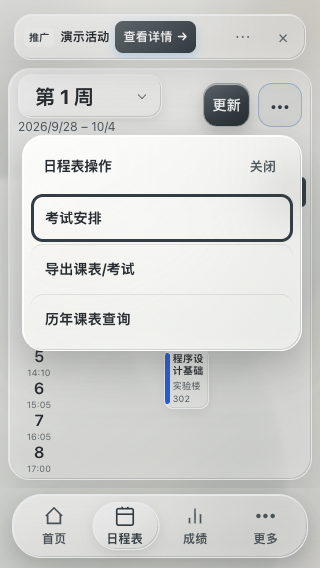 推广 演示活动 查看详情 → ··· ×
第 1 周
更新 •••
2026/9/28 – 10/4
日程表操作 关闭
考试安排
导出课表/考试
历年课表查询
5
14:10
6
15:05
7
16:05
8
17:00
程序设
计基础
实验楼
302
首页 日程表 成绩 更多